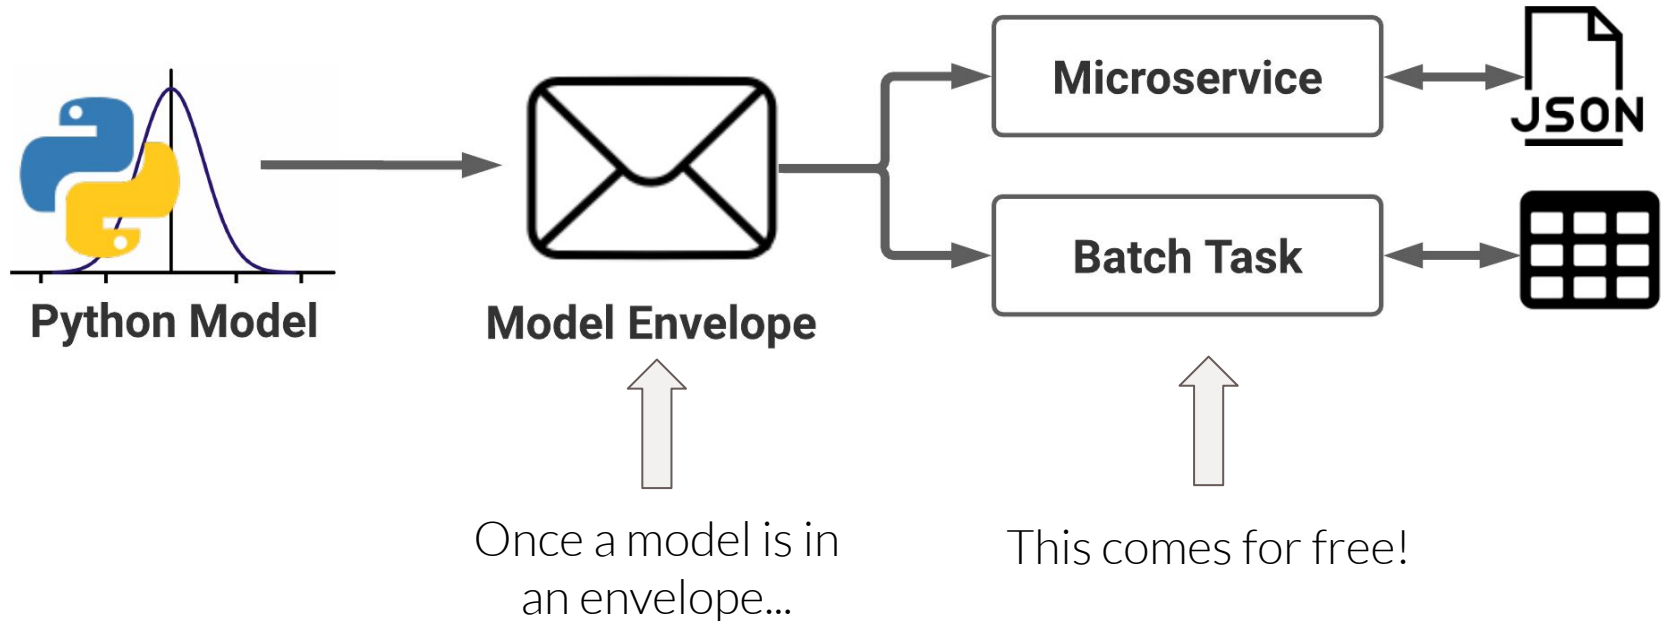 Microservice
JSON
Batch Task
Python Model
Model Envelope
Once a model is in
an envelope...
This comes for free!